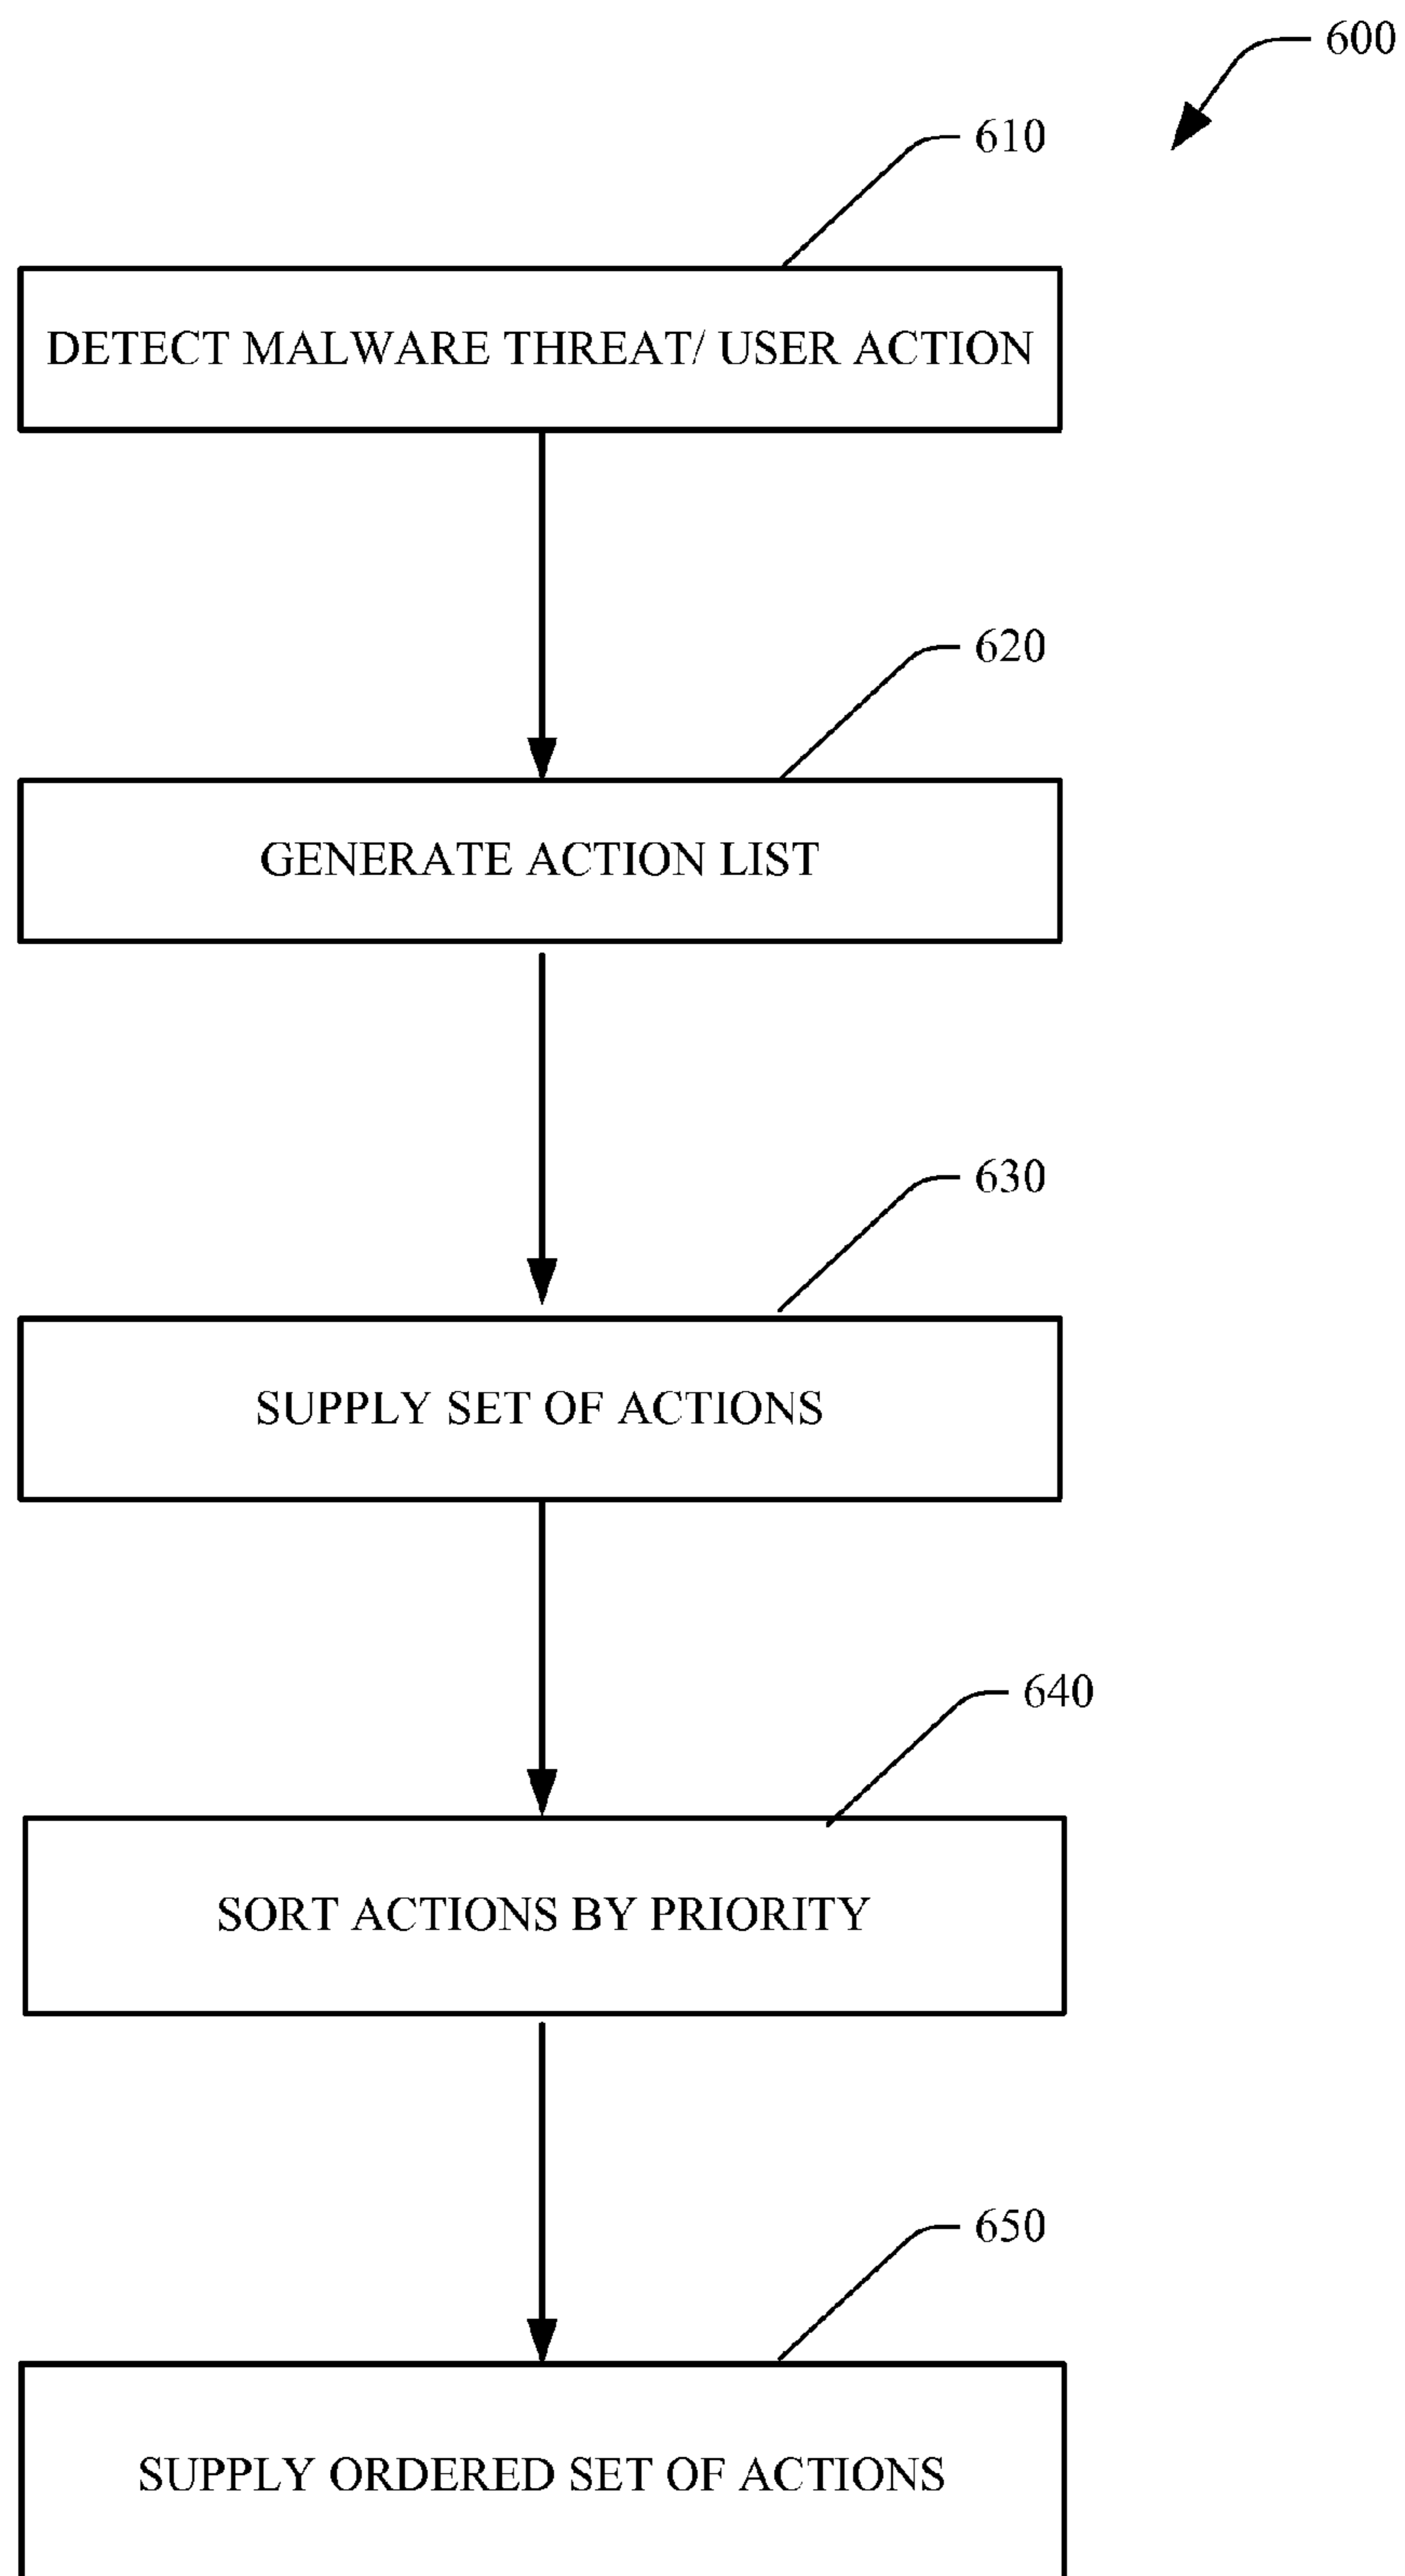 600
610
DETECT MALWARE THREAT/ USER ACTION
620
GENERATE ACTION LIST
630
SUPPLY SET OF ACTIONS
640
SORT ACTIONS BY PRIORITY
650
SUPPLY ORDERED SET OF ACTIONS